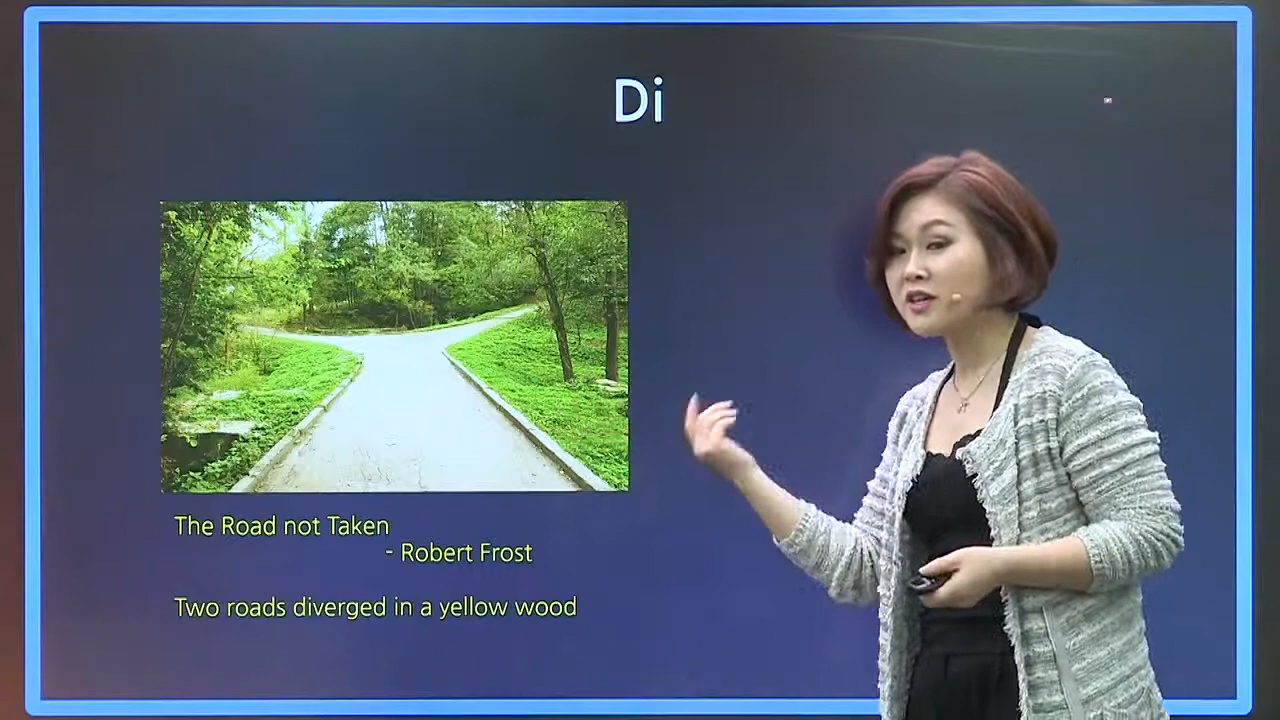 Di
The Road not Taken
- Robert Frost
Two roads diverged in a yellow wood